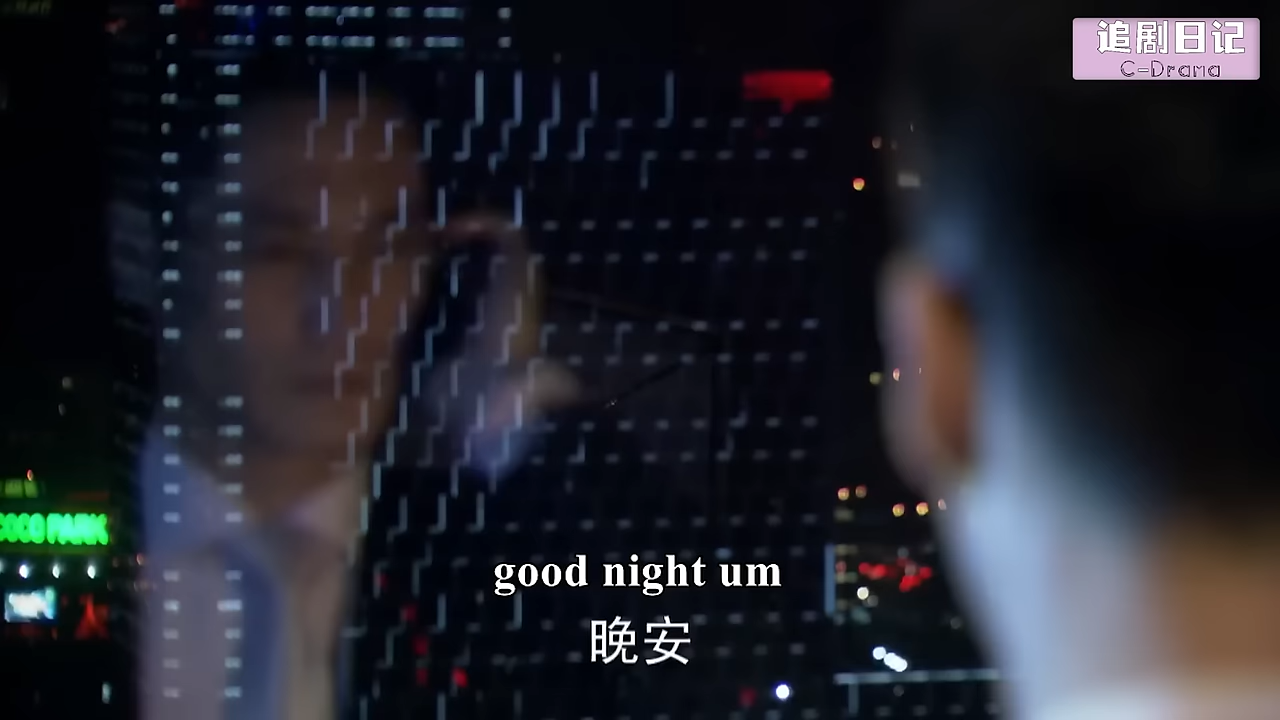 追剧日记
C-Drama
COCO PARK
good night um
晚安